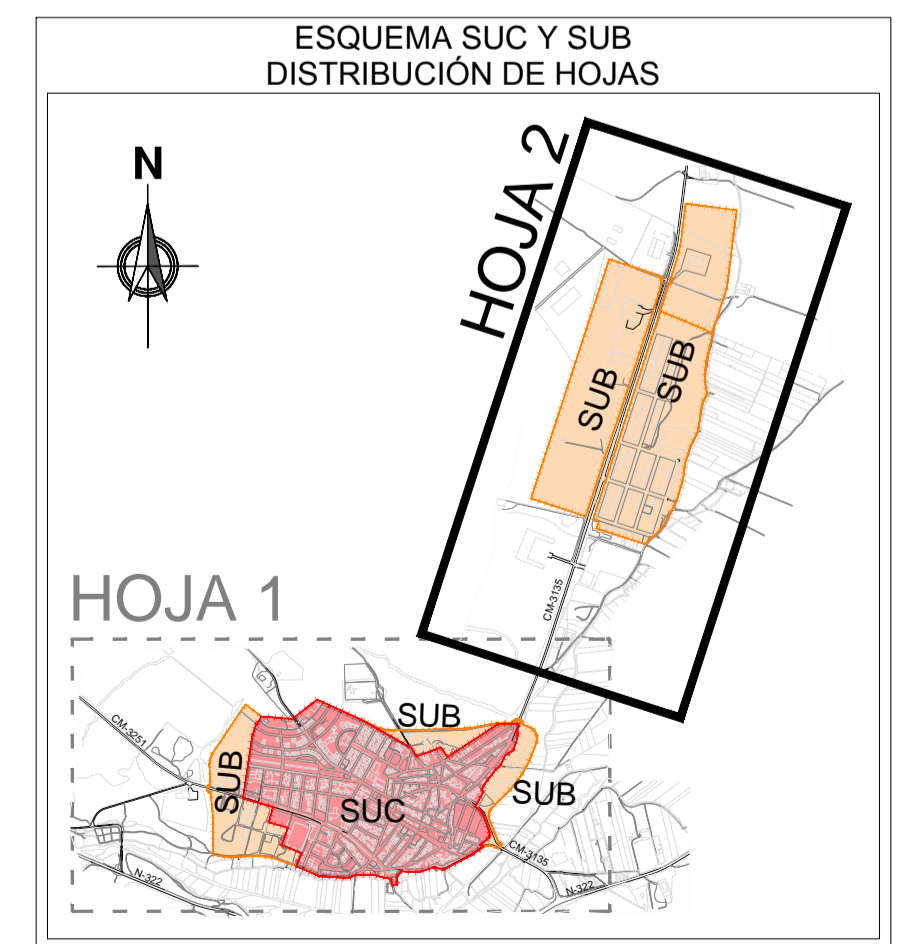 ESQUEMA SUC Y SUB
DISTRIBUCIÓN DE HOJAS
N
HOJA 2
SUB
SUB
CM-3135
HOJA 1
SUB
CM-3251
SUB
SUB
SUC
CM-3135
N-322
N-322